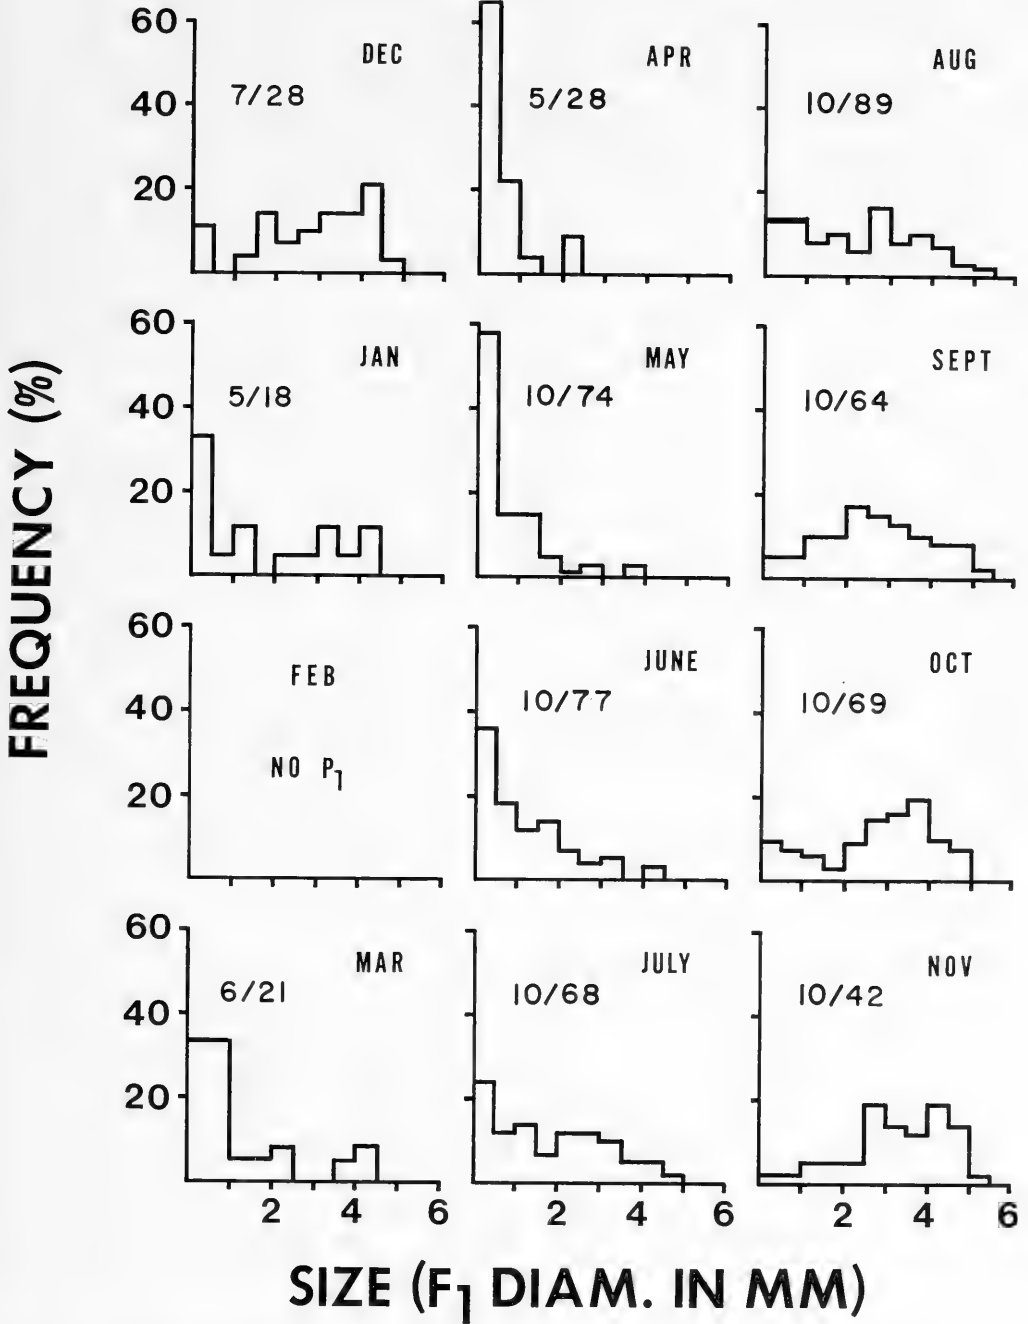 FREQUENCY (%)
60
40
20
DEC
7/28
APR
5/28
AUG
10/89
60
40
20
JAN
5/18
MAY
10/74
SEPT
10/64
60
40
20
FEB
NO P1
JUNE
10/77
OCT
10/69
60
40
20
MAR
6/21
JULY
10/68
NOV
10/42
2 4 6
2 4 6
2 4 6
SIZE (F1 DIAM. IN MM)